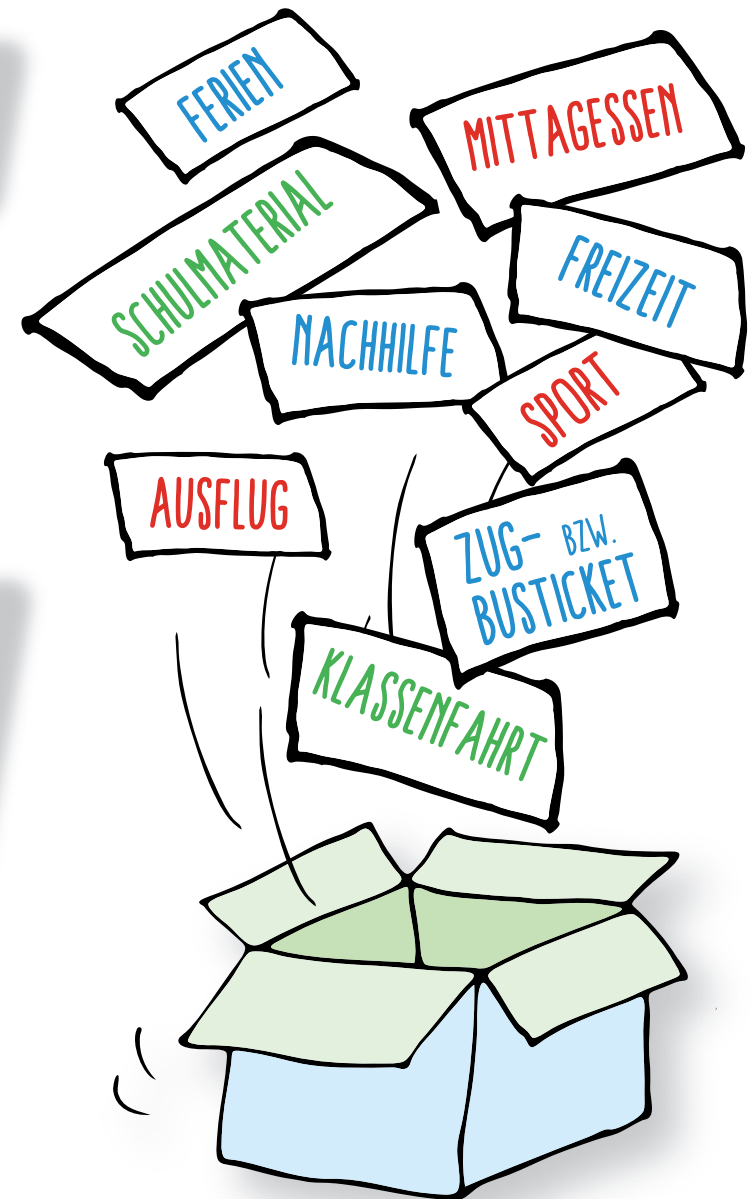 FERIEN
MITTAGESSEN
SCHULMATERIAL
FREIZEIT
NACHHILFE
SPORT
AUSFLUG
ZUG- BZW.
BUSTICKET
KLASSENFAHRT